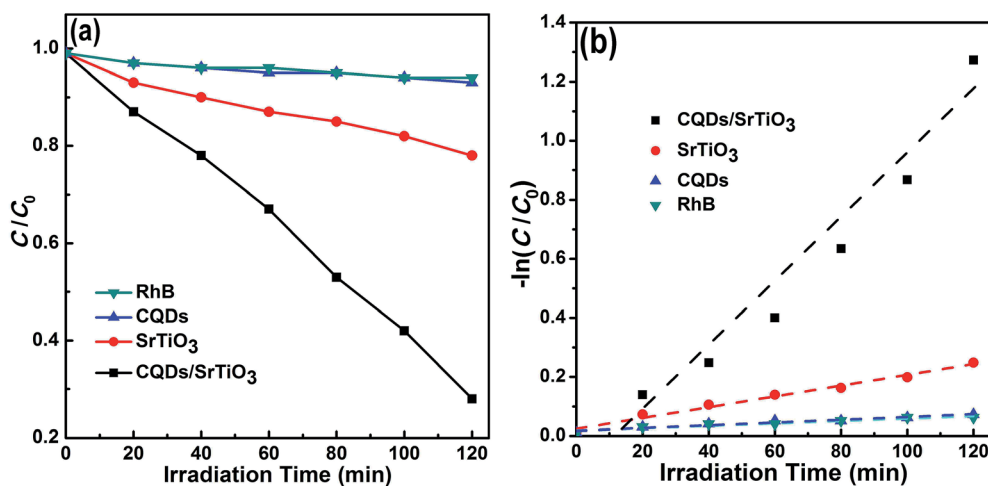 (a)
1.0
0.8
0.6
0.4
0.2
C/C₀
RhB
CQDs
SrTiO₃
CQDs/SrTiO₃
0 20 40 60 80 100 120
Irradiation Time (min)
(b)
1.4
1.2
1.0
0.8
0.6
0.4
0.2
0.0
-ln(C/C₀)
CQDs/SrTiO₃
SrTiO₃
CQDs
RhB
0 20 40 60 80 100 120
Irradiation Time (min)